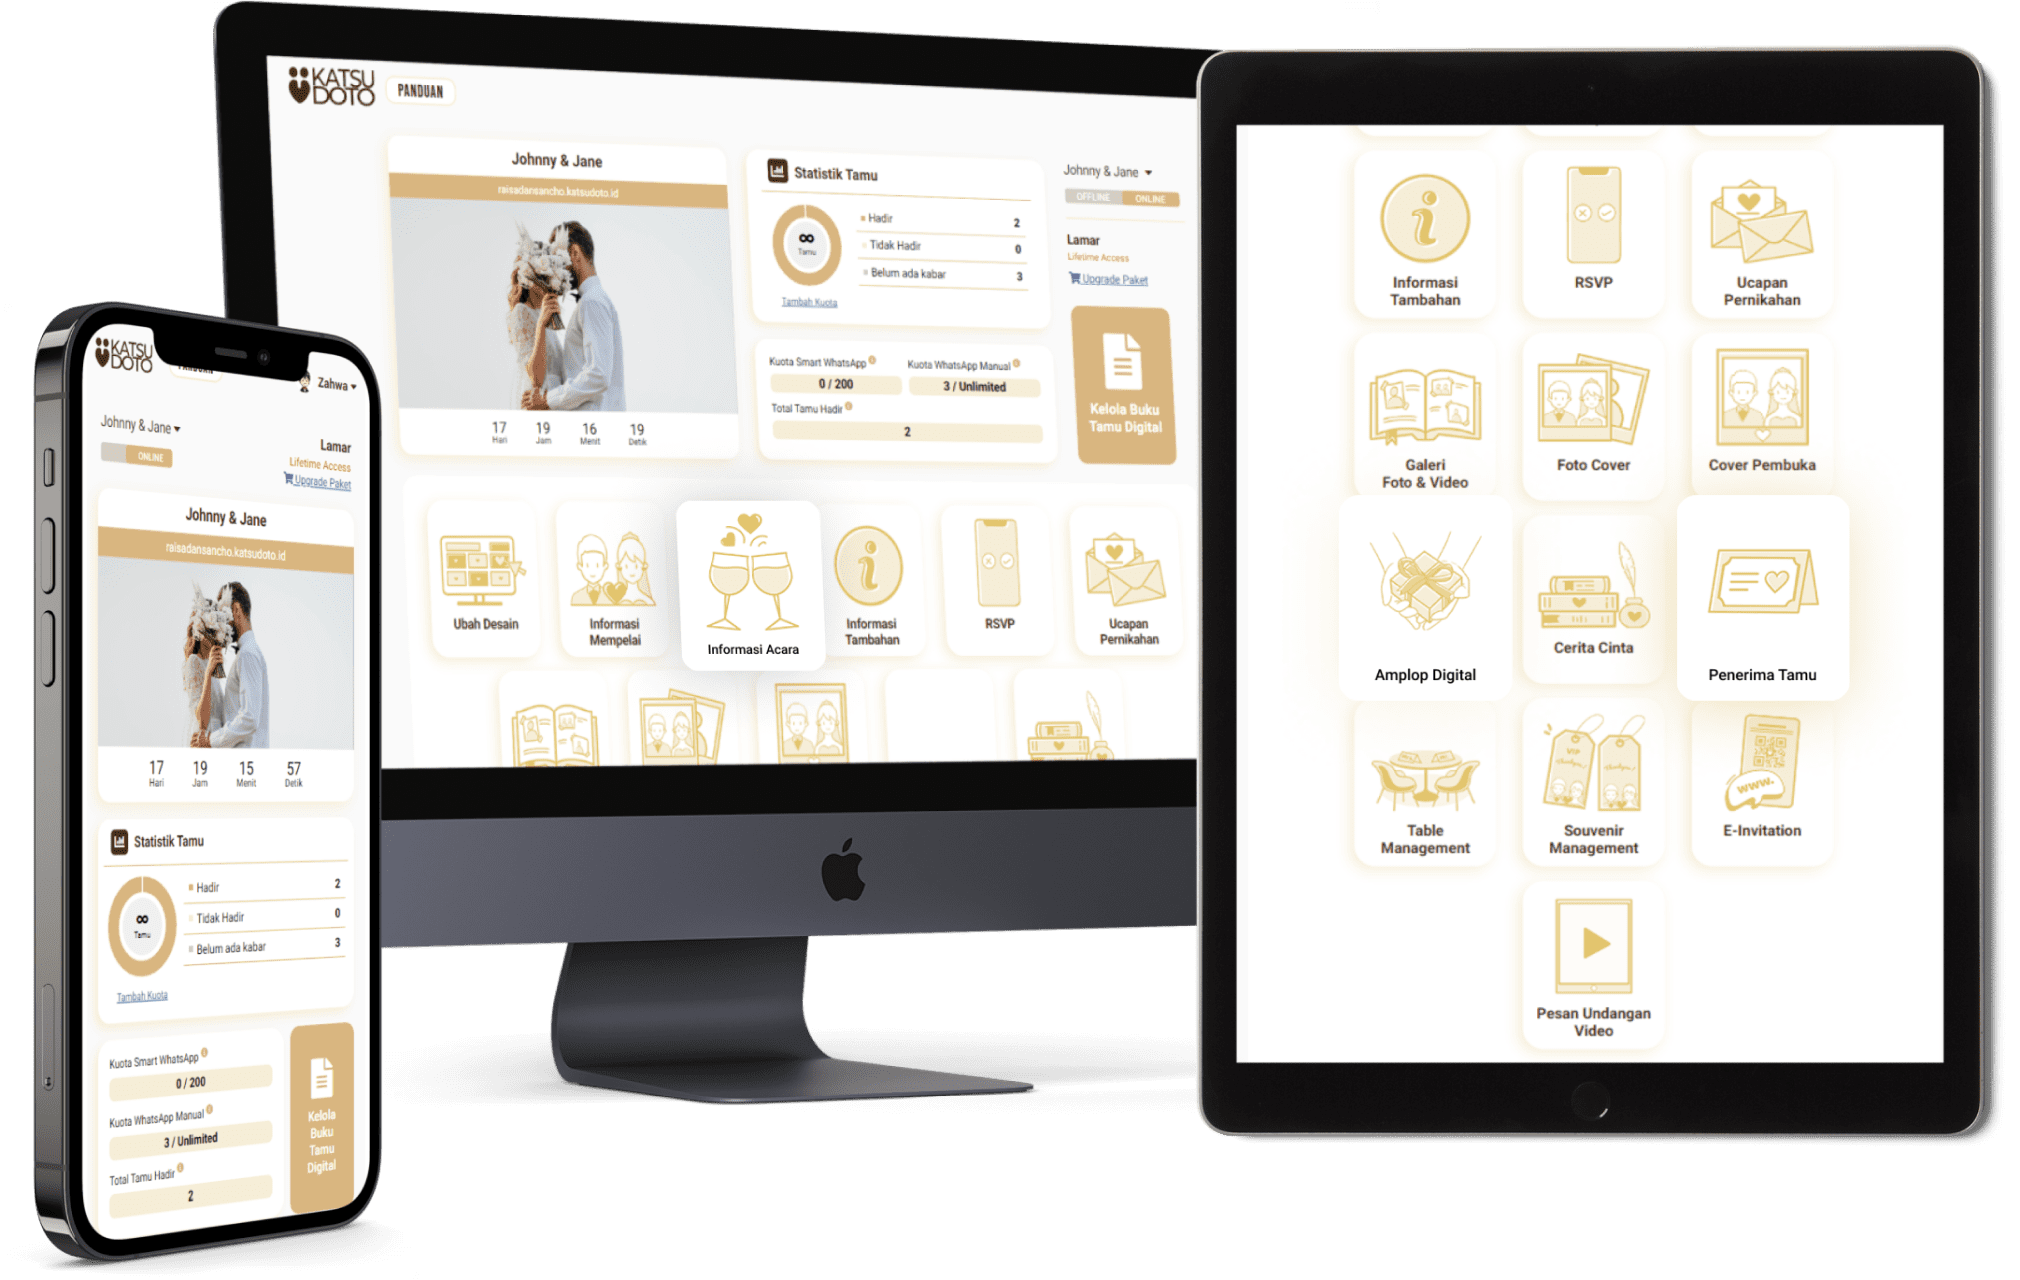 KATSU
DOTO
PANDUAN
Johnny & Jane
raisadansancho.katsudoto.id
17
19
16
19
Hari
Jam
Menit
Detik
Statistik Tamu
∞
Tamu
Hadir 2
Tidak Hadir 0
Belum ada kabar 3
Tambah Kuota
Kuota Smart WhatsApp
0 / 200
Kuota WhatsApp Manual
3 / Unlimited
Total Tamu Hadir
2
Johnny & Jane
OFFLINE ONLINE
Lamar
Lifetime Access
Upgrade Paket
Kelola Buku
Tamu Digital
Ubah Desain
Informasi
Mempelai
Informasi Acara
Informasi
Tambahan
RSVP
Ucapan
Pernikahan
KATSU
DOTO
PANDUAN
Zahwa
Johnny & Jane
ONLINE
Lamar
Lifetime Access
Upgrade Paket
Johnny & Jane
raisadansancho.katsudoto.id
17
19
15
57
Hari
Jam
Menit
Detik
Statistik Tamu
∞
Tamu
Hadir 2
Tidak Hadir 0
Belum ada kabar 3
Tambah Kuota
Kuota Smart WhatsApp
0 / 200
Kuota WhatsApp Manual
3 / Unlimited
Total Tamu Hadir
2
Kelola
Buku
Tamu
Digital
Informasi
Tambahan
RSVP
Ucapan
Pernikahan
Galeri
Foto & Video
Foto Cover
Cover Pembuka
Amplop Digital
Cerita Cinta
Penerima Tamu
Table
Management
VIP
Souvenir
Management
www.
E-Invitation
Pesan Undangan
Video